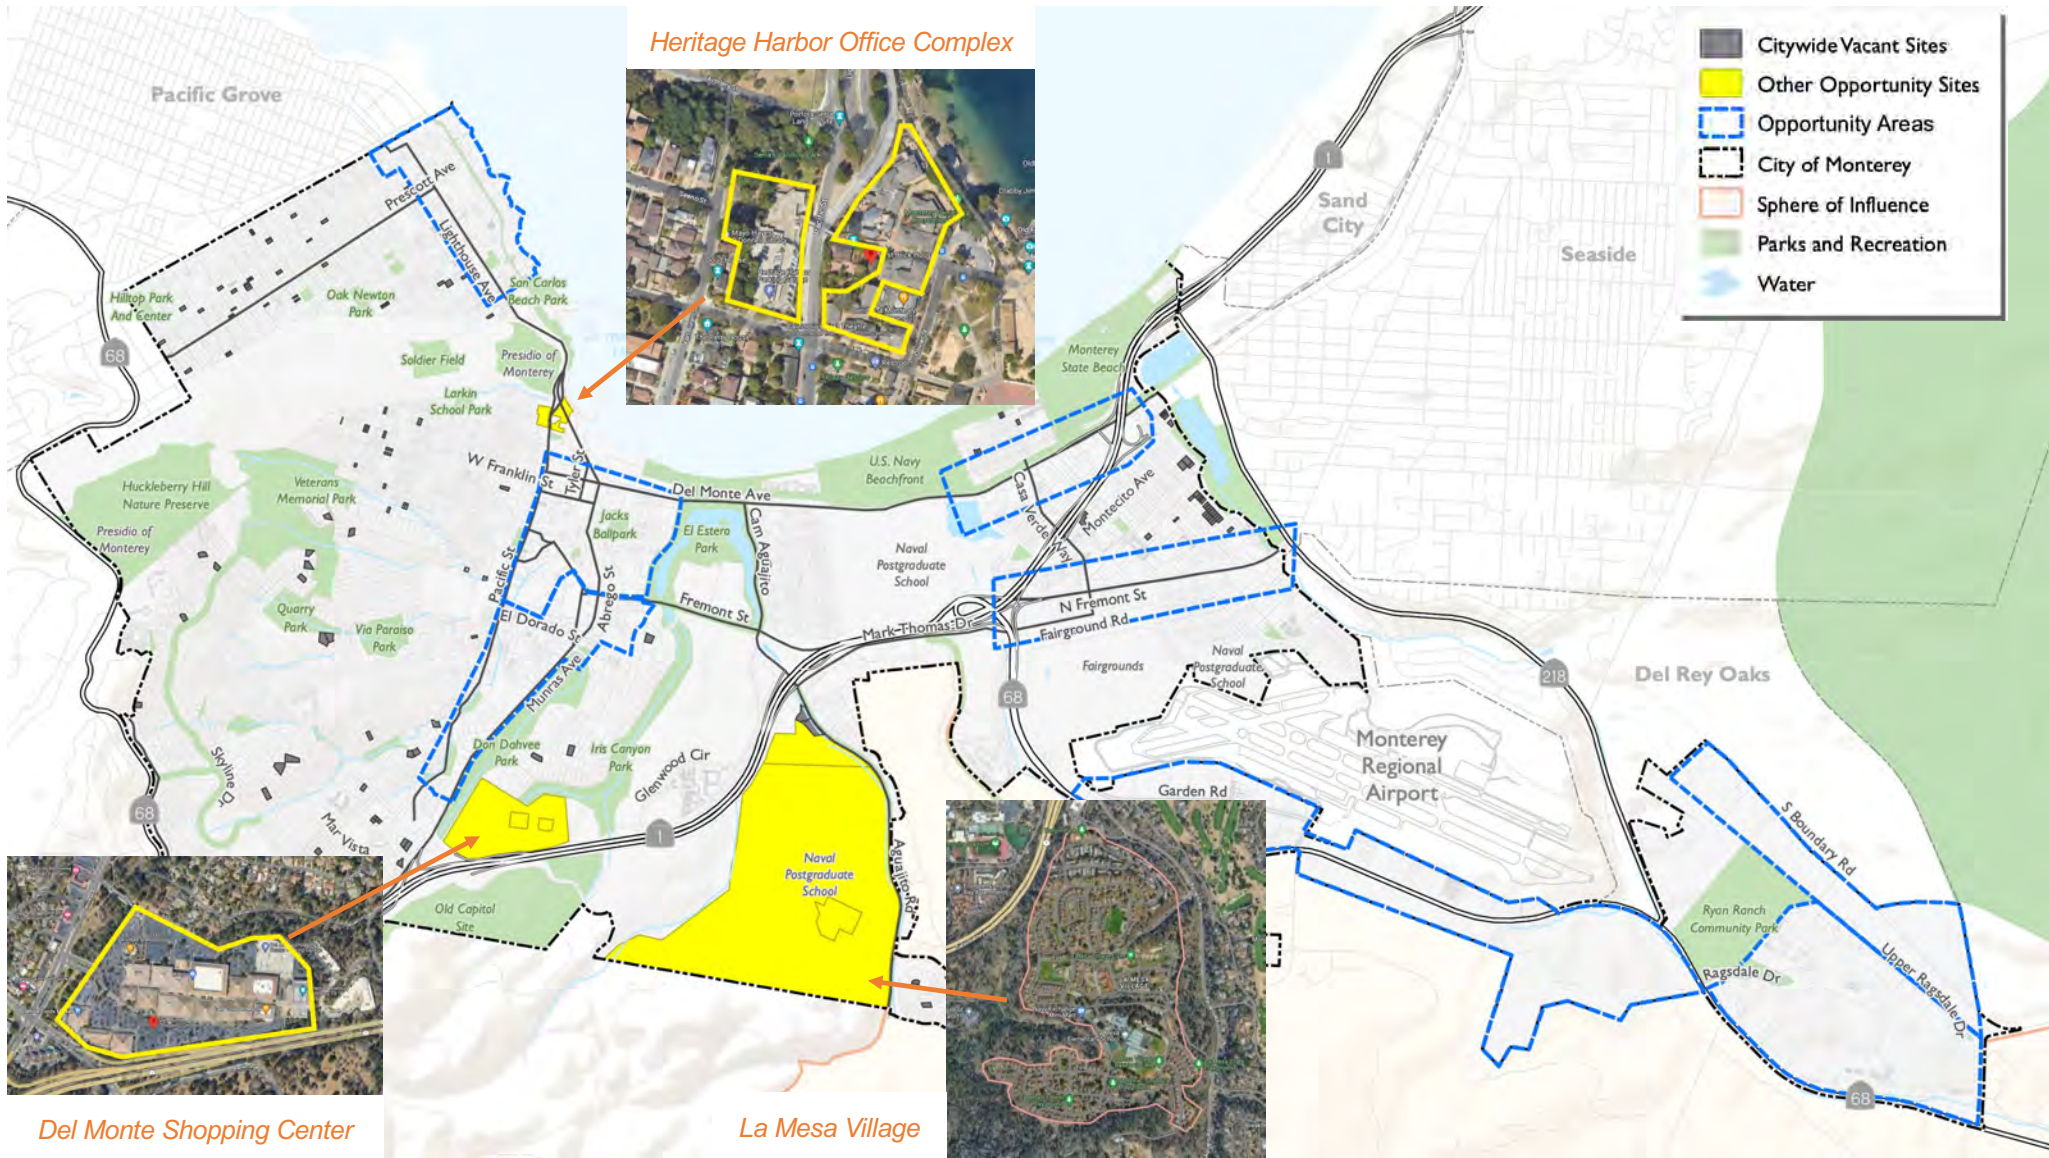 Heritage Harbor Office Complex
Citywide Vacant Sites
Other Opportunity Sites
Opportunity Areas
City of Monterey
Sphere of Influence
Parks and Recreation
Water
Pacific Grove
Prescott Ave
Lighthouse Ave
San Carlos
Beach Park
Hilltop Park
And Center
Oak Newton
Park
68
Soldier Field
Presidio of
Monterey
Larkin
School Park
1
Sand
City
Seaside
Monterey
State Beach
W Franklin St
Tyler St
Del Monte Ave
U.S. Navy
Beachfront
Casa Verde Way
Montecito Ave
Huckleberry Hill
Nature Preserve
Veterans
Memorial Park
Presidio of
Monterey
Jacks
Ballpark
El Estero
Park
Cam Aguajito
Naval
Postgraduate
School
Pacific St
Abrego St
Fremont St
El Dorado St
Munras Ave
Mark Thomas Dr
N Fremont St
Fairground Rd
Quarry
Park
Via Paraiso
Park
Fairgrounds
Naval
Postgraduate
School
68
218
Del Rey Oaks
Don Dahvee
Park
Iris Canyon
Park
Glenwood Cir
Skyline Dr
Mar Vista
68
1
Monterey
Regional
Airport
Garden Rd
S Boundary Rd
Naval
Postgraduate
School
Aguajito Rd
Old Capitol
Site
LA MESA
VILLAGE
Ryan Ranch
Community Park
Ragsdale Dr
Upper Ragsdale Dr
68
Del Monte Shopping Center
La Mesa Village